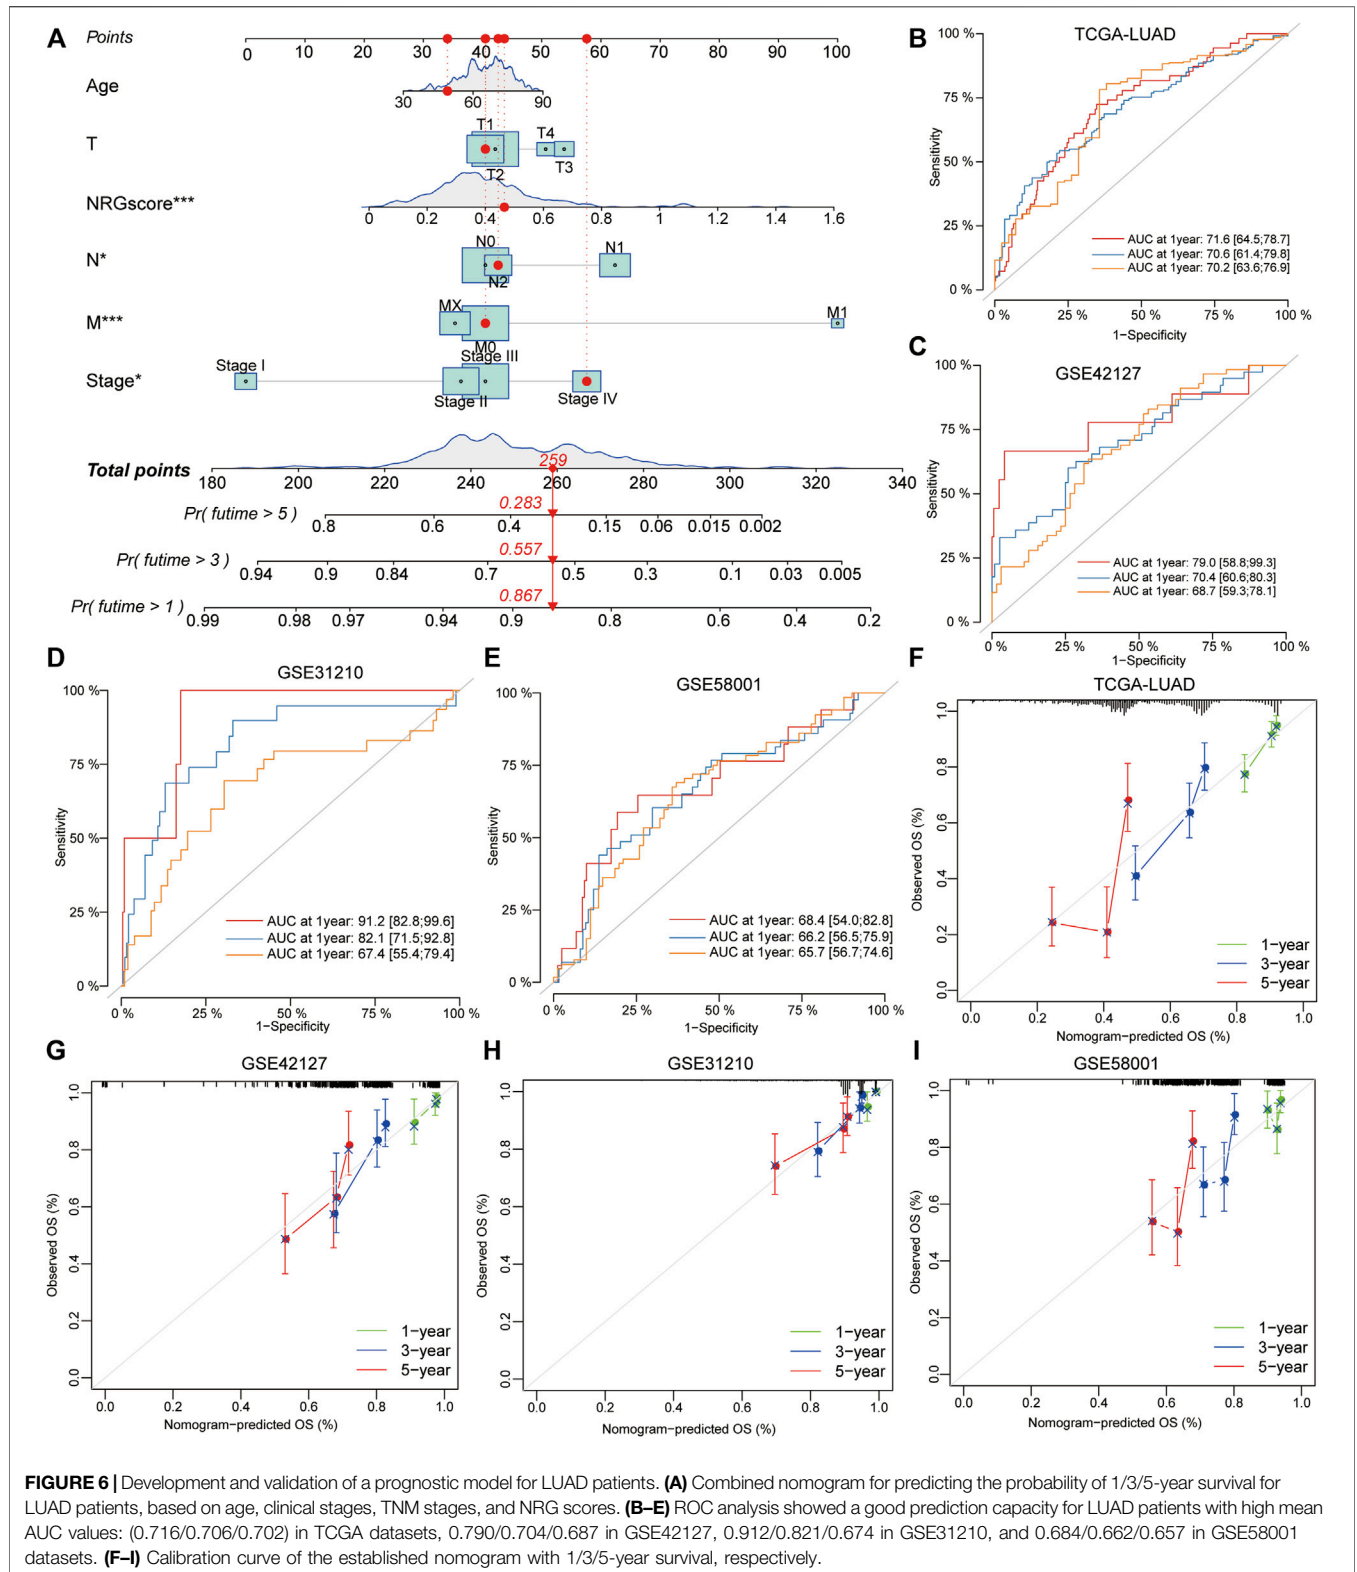 A
Points
0 10 20 30 40 50 60 70 80 90 100
Age
30 60 90
T
T1
T4
T2
T3
NRGscore***
0 0.2 0.4 0.6 0.8 1 1.2 1.4 1.6
N*
N0
N1
N2
M***
MX
M1
M0
Stage*
Stage I
Stage III
Stage II
Stage IV
Total points
259
180 200 220 240 260 280 300 320 340
Pr( futime > 5 )
0.283
0.8 0.6 0.4 0.15 0.06 0.015 0.002
Pr( futime > 3 )
0.557
0.94 0.9 0.84 0.7 0.5 0.3 0.1 0.03 0.005
Pr( futime > 1 )
0.867
0.99 0.98 0.97 0.94 0.9 0.8 0.6 0.4 0.2
B
TCGA-LUAD
100 %
75 %
50 %
25 %
0 %
Sensitivity
AUC at 1year: 71.6 [64.5;78.7]
AUC at 1year: 70.6 [61.4;79.8]
AUC at 1year: 70.2 [63.6;76.9]
0 % 25 % 50 % 75 % 100 %
1−Specificity
C
GSE42127
100 %
75 %
50 %
25 %
0 %
Sensitivity
AUC at 1year: 79.0 [58.8;99.3]
AUC at 1year: 70.4 [60.6;80.3]
AUC at 1year: 68.7 [59.3;78.1]
0 % 25 % 50 % 75 % 100 %
1−Specificity
D
GSE31210
100 %
75 %
50 %
25 %
0 %
Sensitivity
AUC at 1year: 91.2 [82.8;99.6]
AUC at 1year: 82.1 [71.5;92.8]
AUC at 1year: 67.4 [55.4;79.4]
0 % 25 % 50 % 75 % 100 %
1−Specificity
E
GSE58001
100 %
75 %
50 %
25 %
0 %
Sensitivity
AUC at 1year: 68.4 [54.0;82.8]
AUC at 1year: 66.2 [56.5;75.9]
AUC at 1year: 65.7 [56.7;74.6]
0 % 25 % 50 % 75 % 100 %
1−Specificity
F
TCGA-LUAD
1.0
0.8
0.6
0.4
0.2
0.0
Observed OS (%)
1−year
3−year
5−year
0.0 0.2 0.4 0.6 0.8 1.0
Nomogram−predicted OS (%)
G
GSE42127
1.0
0.8
0.6
0.4
0.2
0.0
Observed OS (%)
1−year
3−year
5−year
0.0 0.2 0.4 0.6 0.8 1.0
Nomogram−predicted OS (%)
H
GSE31210
1.0
0.8
0.6
0.4
0.2
0.0
Observed OS (%)
1−year
3−year
5−year
0.0 0.2 0.4 0.6 0.8 1.0
Nomogram−predicted OS (%)
I
GSE58001
1.0
0.8
0.6
0.4
0.2
0.0
Observed OS (%)
1−year
3−year
5−year
0.0 0.2 0.4 0.6 0.8 1.0
Nomogram−predicted OS (%)
FIGURE 6 | Development and validation of a prognostic model for LUAD patients. (A) Combined nomogram for predicting the probability of 1/3/5-year survival for
LUAD patients, based on age, clinical stages, TNM stages, and NRG scores. (B–E) ROC analysis showed a good prediction capacity for LUAD patients with high mean
AUC values: (0.716/0.706/0.702) in TCGA datasets, 0.790/0.704/0.687 in GSE42127, 0.912/0.821/0.674 in GSE31210, and 0.684/0.662/0.657 in GSE58001
datasets. (F–I) Calibration curve of the established nomogram with 1/3/5-year survival, respectively.